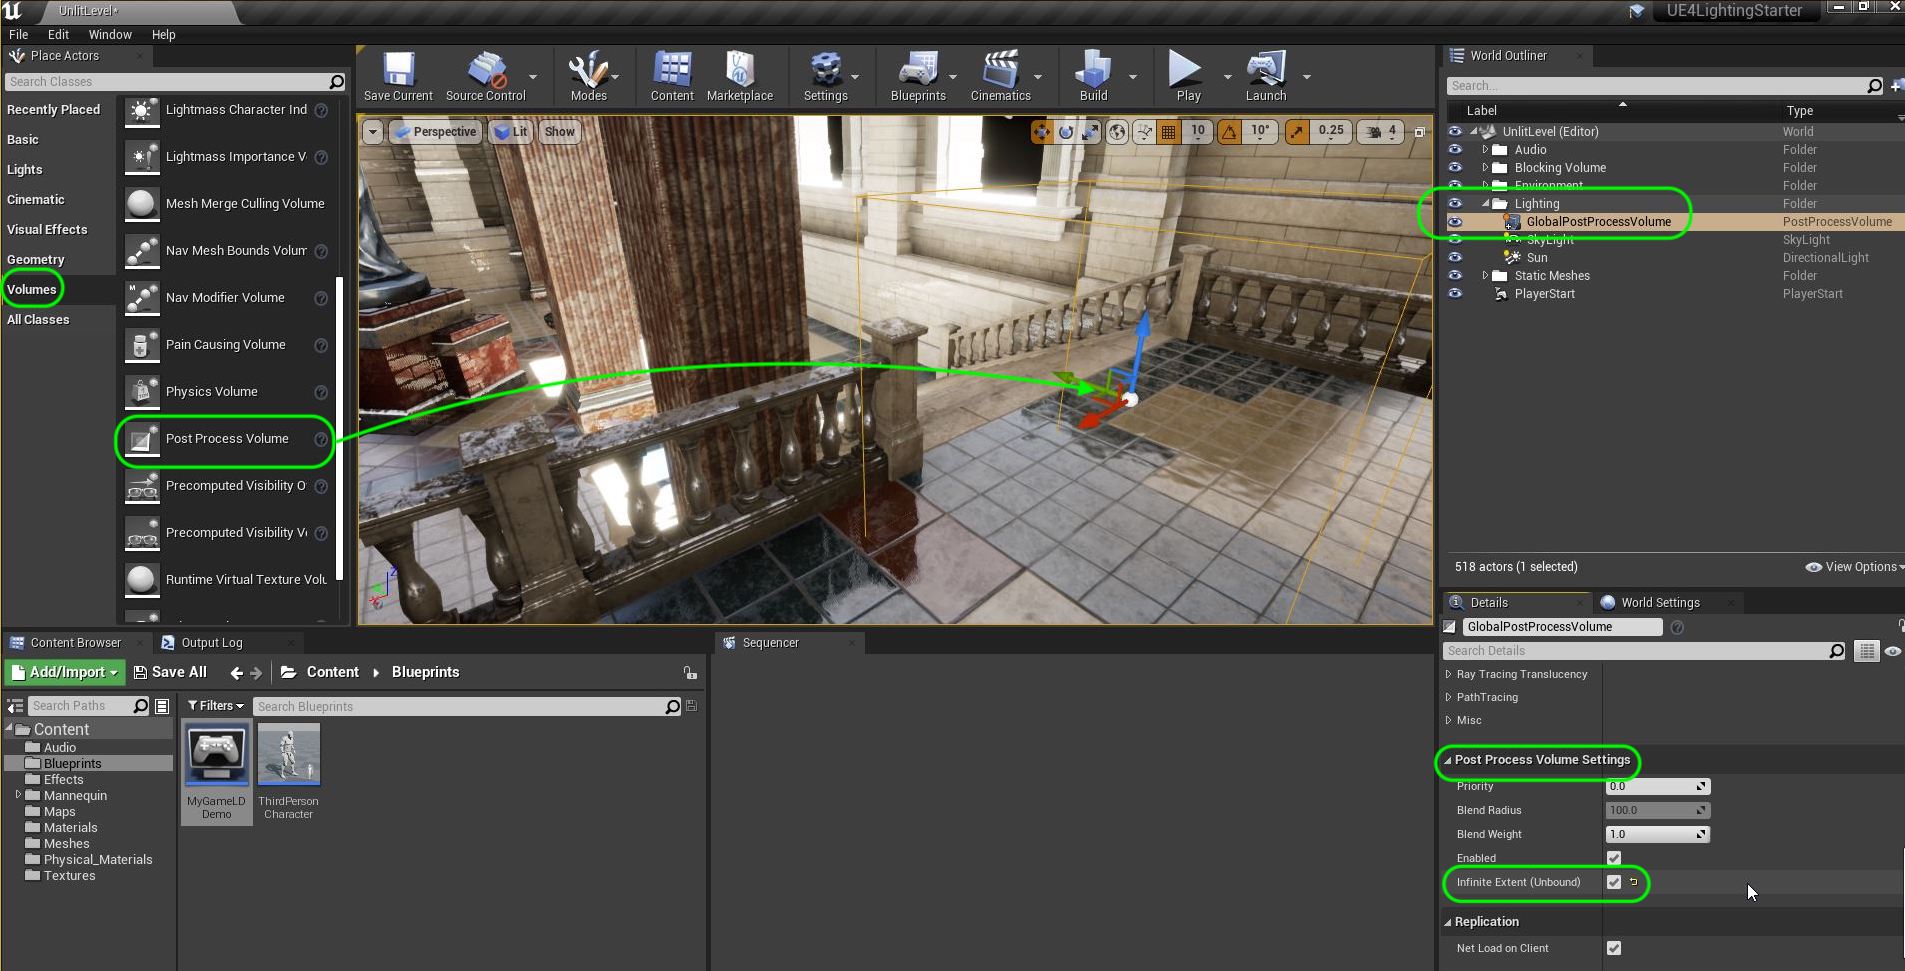 UnlitLevel*
UE4LightingStarter
File Edit Window Help
Place Actors
Search Classes
Recently Placed
Basic
Lights
Cinematic
Visual Effects
Geometry
Volumes
All Classes
Lightmass Character Ind
Lightmass Importance V
Mesh Merge Culling Volume
Nav Mesh Bounds Volum
Nav Modifier Volume
Pain Causing Volume
Physics Volume
Post Process Volume
Precomputed Visibility O
Precomputed Visibility V
Runtime Virtual Texture Volu
Save Current
Source Control
Modes
Content
Marketplace
Settings
Blueprints
Cinematics
Build
Play
Launch
Perspective
Lit
Show
10
10°
0.25
4
World Outliner
Search...
Label Type
UnlitLevel (Editor) World
Audio Folder
Blocking Volume Folder
Environment Folder
Lighting Folder
GlobalPostProcessVolume PostProcessVolume
SkyLight SkyLight
Sun DirectionalLight
Static Meshes Folder
PlayerStart PlayerStart
518 actors (1 selected)
View Options
Details
World Settings
GlobalPostProcessVolume
Search Details
Ray Tracing Translucency
PathTracing
Misc
Post Process Volume Settings
Priority 0.0
Blend Radius 100.0
Blend Weight 1.0
Enabled
Infinite Extent (Unbound)
Replication
Net Load on Client
Content Browser
Output Log
Add/Import
Save All
Content
Blueprints
Search Paths
Filters
Search Blueprints
Content
Audio
Blueprints
Effects
Mannequin
Maps
Materials
Meshes
Physical_Materials
Textures
MyGameLD
Demo
ThirdPerson
Character
Sequencer